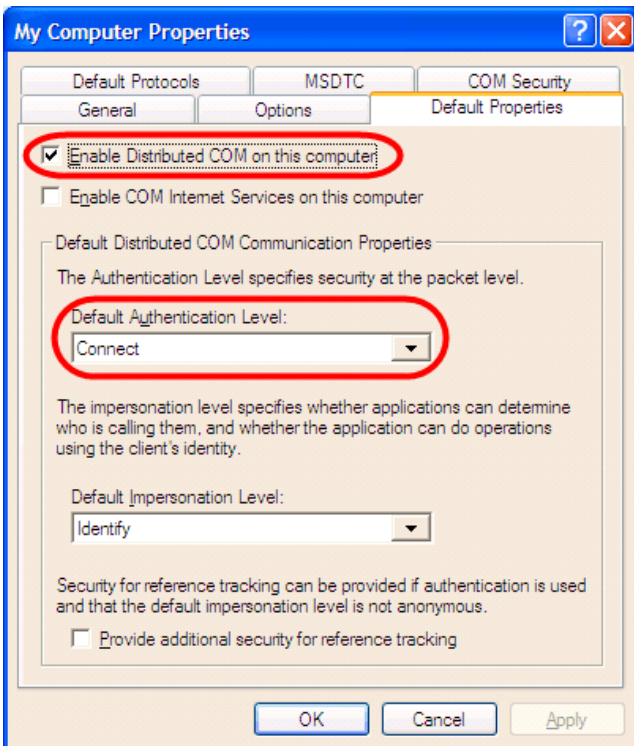 My Computer Properties
Default Protocols MSDTC COM Security
General Options Default Properties
Enable Distributed COM on this computer
Enable COM Internet Services on this computer
Default Distributed COM Communication Properties
The Authentication Level specifies security at the packet level.
Default Authentication Level:
Connect
The impersonation level specifies whether applications can determine
who is calling them, and whether the application can do operations
using the client's identity.
Default Impersonation Level:
Identify
Security for reference tracking can be provided if authentication is used
and that the default impersonation level is not anonymous.
Provide additional security for reference tracking
OK Cancel Apply